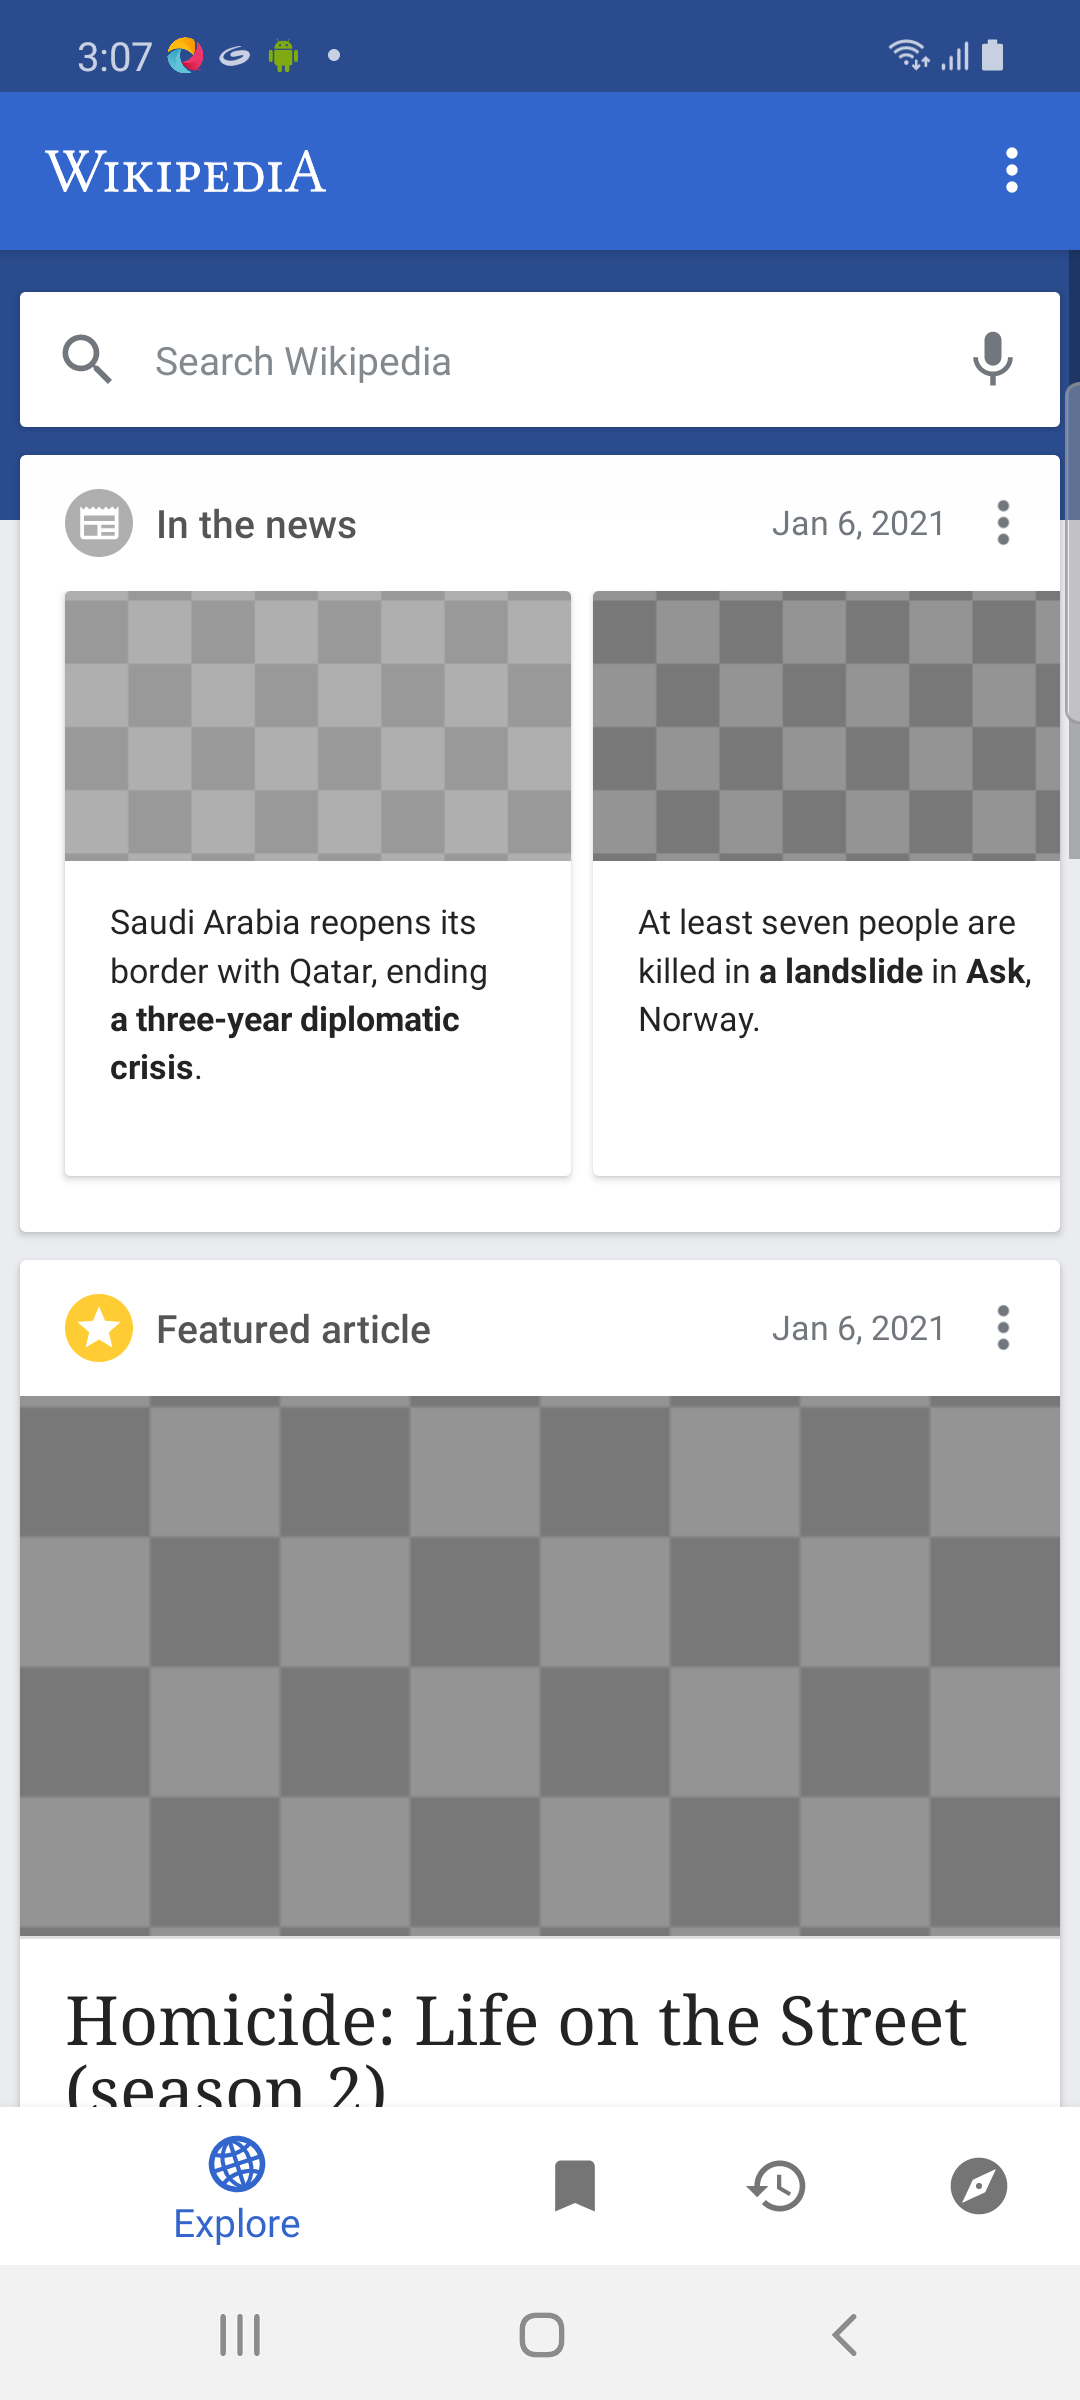 3:07
WIKIPEDIA
Search Wikipedia
In the news
Jan 6, 2021
Saudi Arabia reopens its
border with Qatar, ending
a three-year diplomatic
crisis.
At least seven people are
killed in a landslide in Ask,
Norway.
Featured article
Jan 6, 2021
Homicide: Life on the Street
(season 2)
Explore